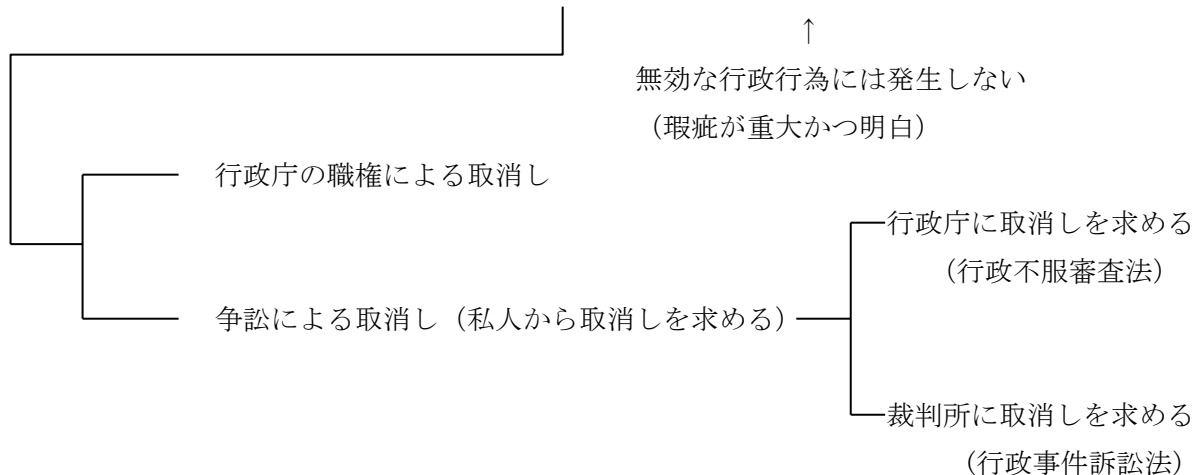 ↑
無効な行政行為には発生しない
（瑕疵が重大かつ明白）
行政庁の職権による取消し
行政庁に取消しを求める
（行政不服審査法）
争訟による取消し（私人から取消しを求める）
裁判所に取消しを求める
（行政事件訴訟法）